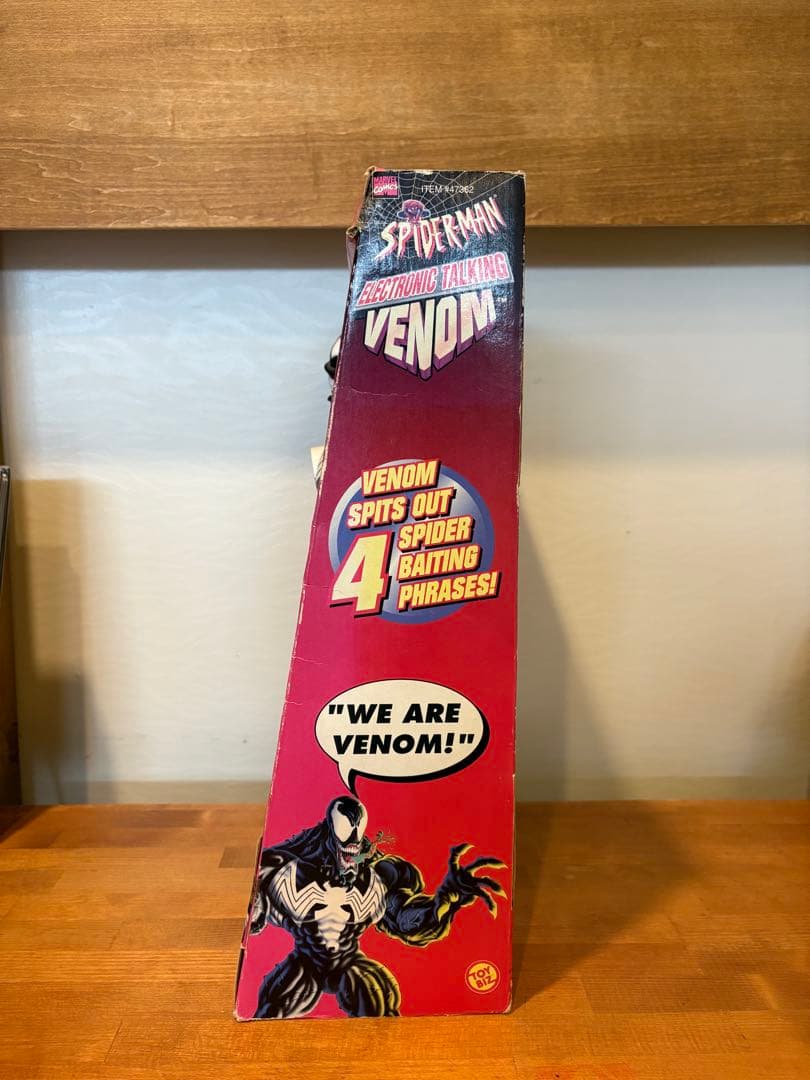 MARVEL
COMICS
ITEM #47362
SPIDER-MAN
ELECTRONIC TALKING
VENOM™
VENOM
SPITS OUT
4 SPIDER
BAITING
PHRASES!
"WE ARE
VENOM!"
TOY
BIZ